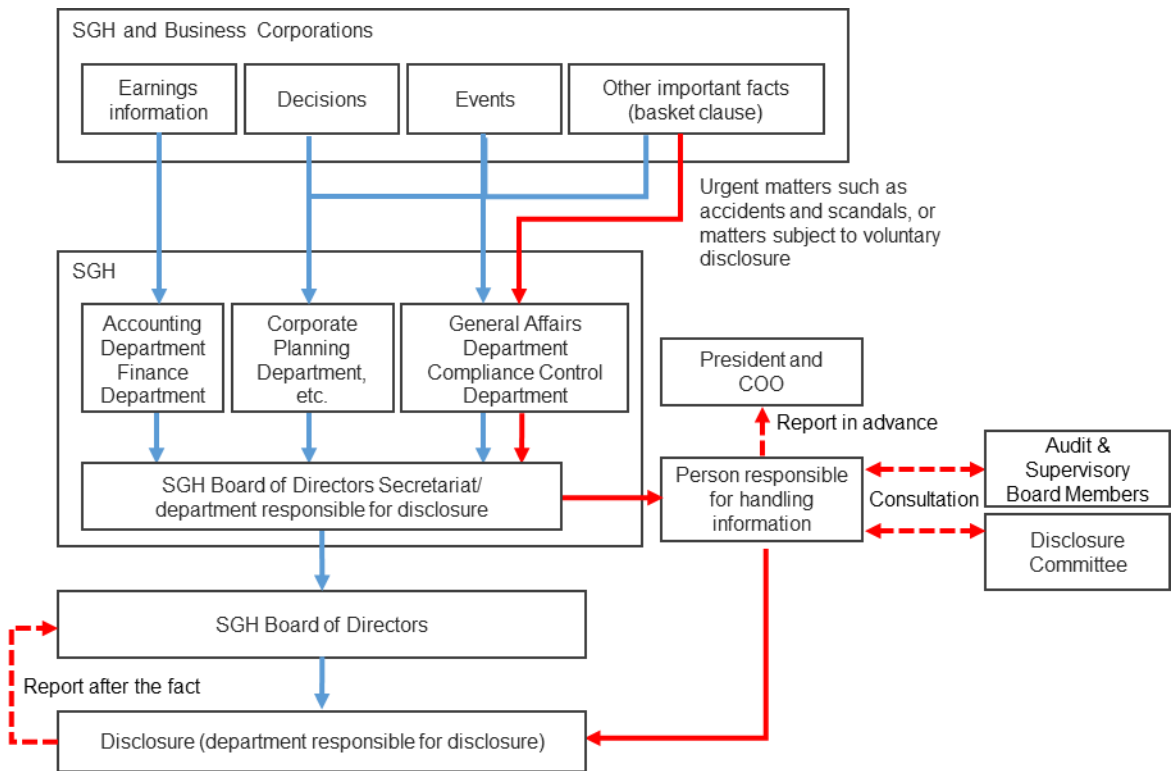 SGH and Business Corporations
Earnings
information
Decisions
Events
Other important facts
(basket clause)
Urgent matters such as
accidents and scandals, or
matters subject to voluntary
disclosure
SGH
Accounting
Department
Finance
Department
Corporate
Planning
Department,
etc.
General Affairs
Department
Compliance Control
Department
President and
COO
Report in advance
SGH Board of Directors Secretariat/
department responsible for disclosure
Person responsible
for handling
information
Consultation
Audit &
Supervisory
Board Members
Disclosure
Committee
SGH Board of Directors
Report after the fact
Disclosure (department responsible for disclosure)